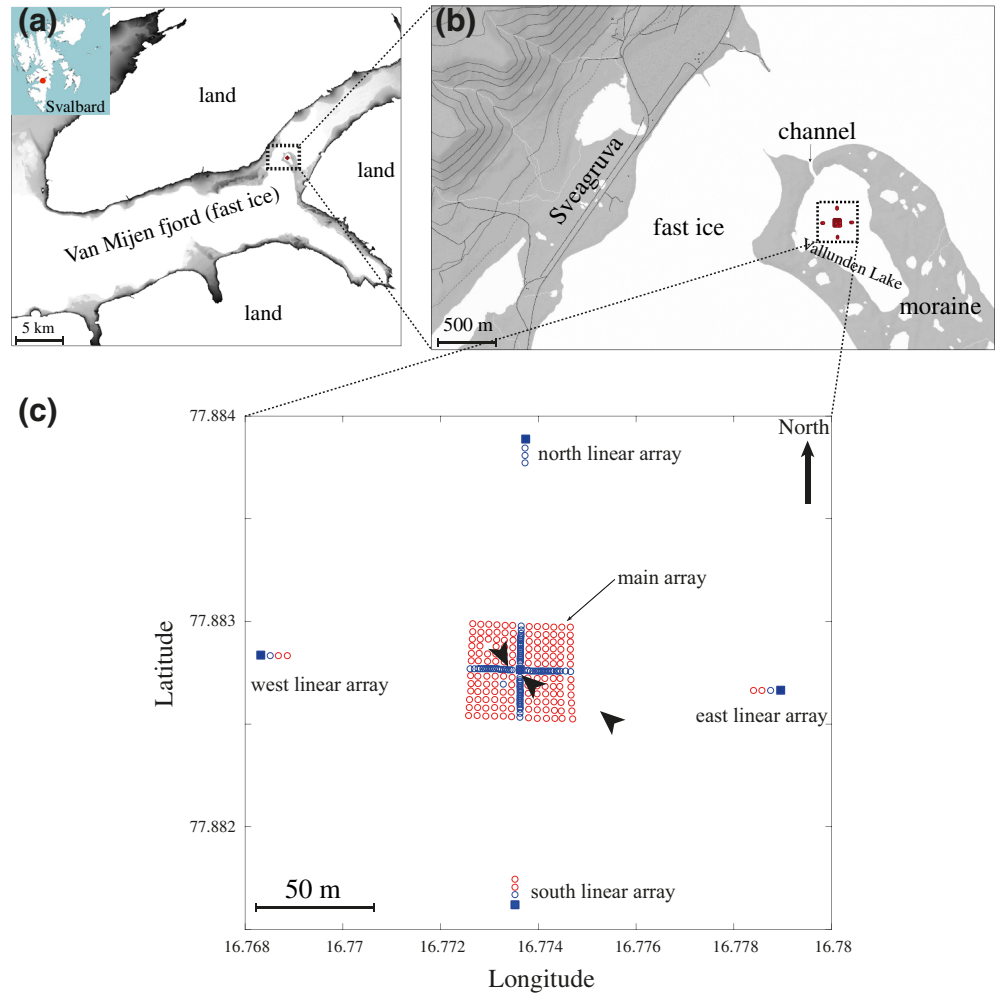 (a)
Svalbard
land
land
Van Mijen fjord (fast ice)
land
5 km
(b)
channel
Sveagruva
fast ice
Vallunden Lake
moraine
500 m
(c)
77.884
North
north linear array
main array
77.883
Latitude
west linear array
east linear array
77.882
south linear array
50 m
16.768
16.77
16.772
16.774
16.776
16.778
16.78
Longitude